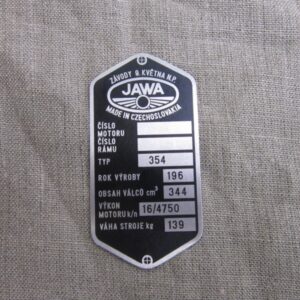 ZÁVODY 9. KVĚTNA N.P.
JAWA
MADE IN CZECHOSLOVAKIA
ČÍSLO
MOTORU
ČÍSLO
RÁMU
TYP 354
ROK VÝROBY 196
OBSAH VÁLCŮ cm³ 344
VÝKON
MOTORU k/n 16/4750
VÁHA STROJE kg 139